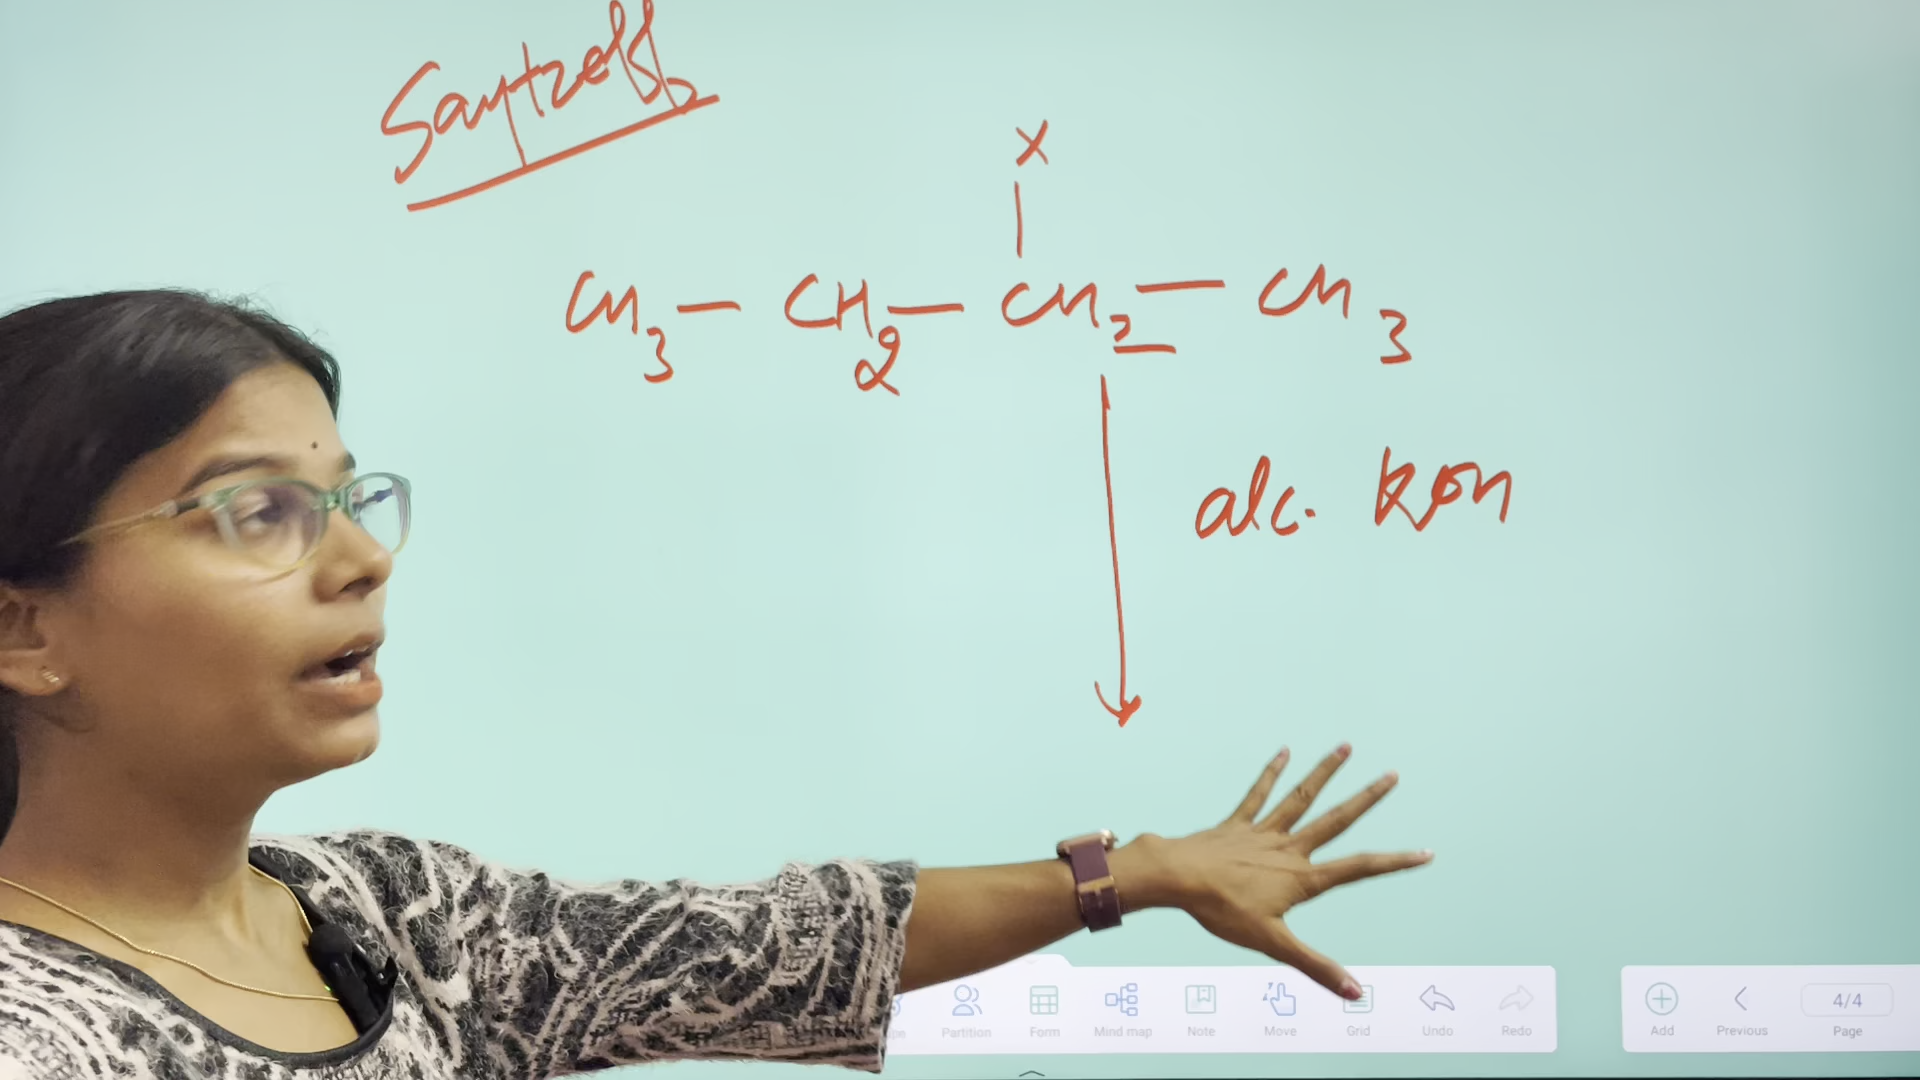 Saytzeff
X
|
CH3 — CH2 — CH2 — CH3
alc. KOH
Partition Form Mind map Note Move Grid Undo Redo Add Previous 4/4 Page